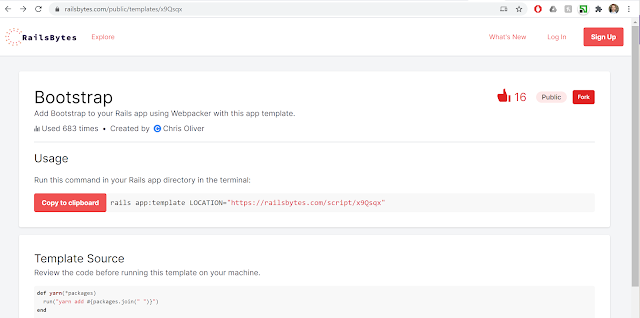 railsbytes.com/public/templates/x9Qsqx
RailsBytes Explore What's New Log In Sign Up
Bootstrap 16 Public Fork
Add Bootstrap to your Rails app using Webpacker with this app template.
Used 683 times • Created by Chris Oliver
Usage
Run this command in your Rails app directory in the terminal:
Copy to clipboard rails app:template LOCATION="https://railsbytes.com/script/x9Qsqx"
Template Source
Review the code before running this template on your machine.
def yarn(*packages)
run("yarn add #{packages.join(" ")}")
end